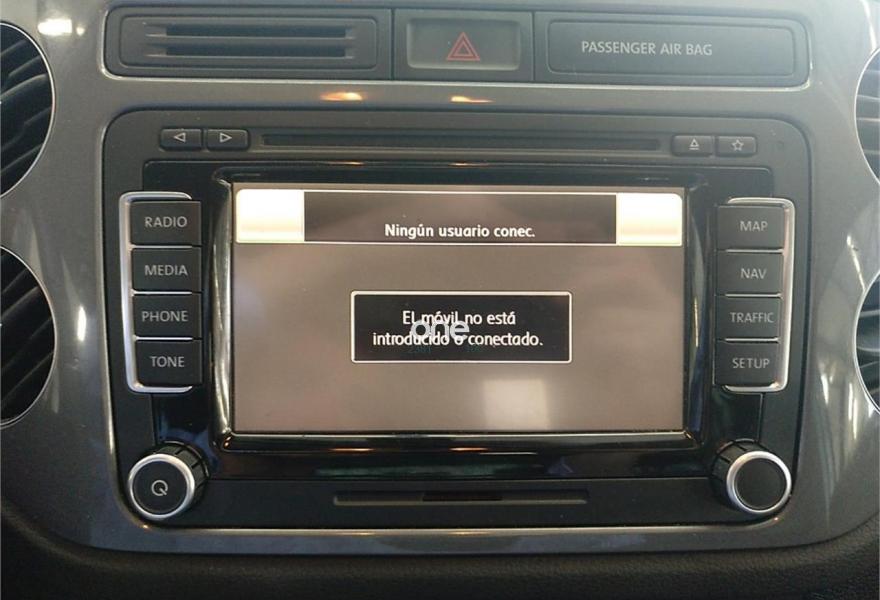 PASSENGER AIR BAG
RADIO
MEDIA
PHONE
TONE
Ningún usuario conec.
El móvil no está
introducido o conectado.
one
MAP
NAV
TRAFFIC
SETUP